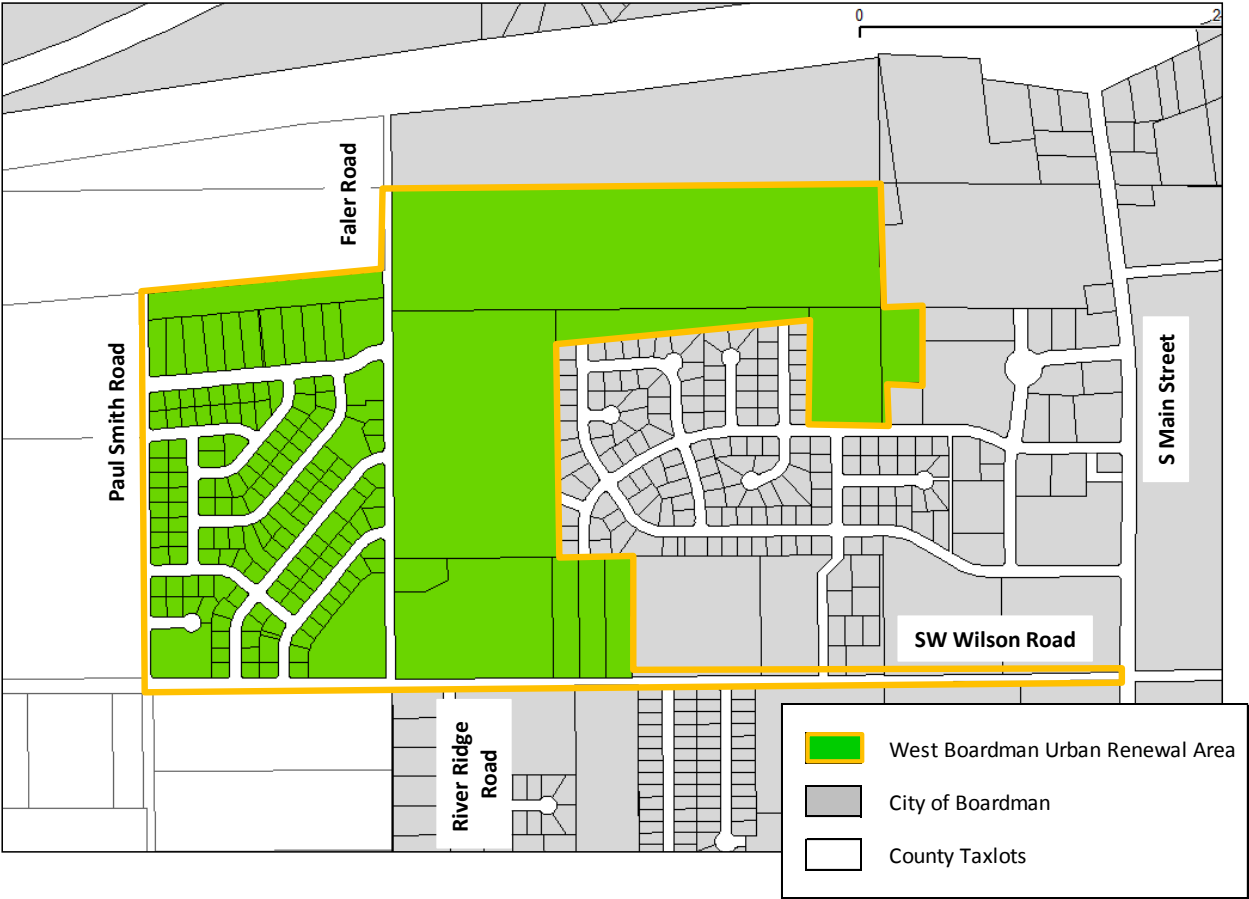 0
Faler Road
Paul Smith Road
S Main Street
SW Wilson Road
River Ridge
Road
West Boardman Urban Renewal Area
City of Boardman
County Taxlots